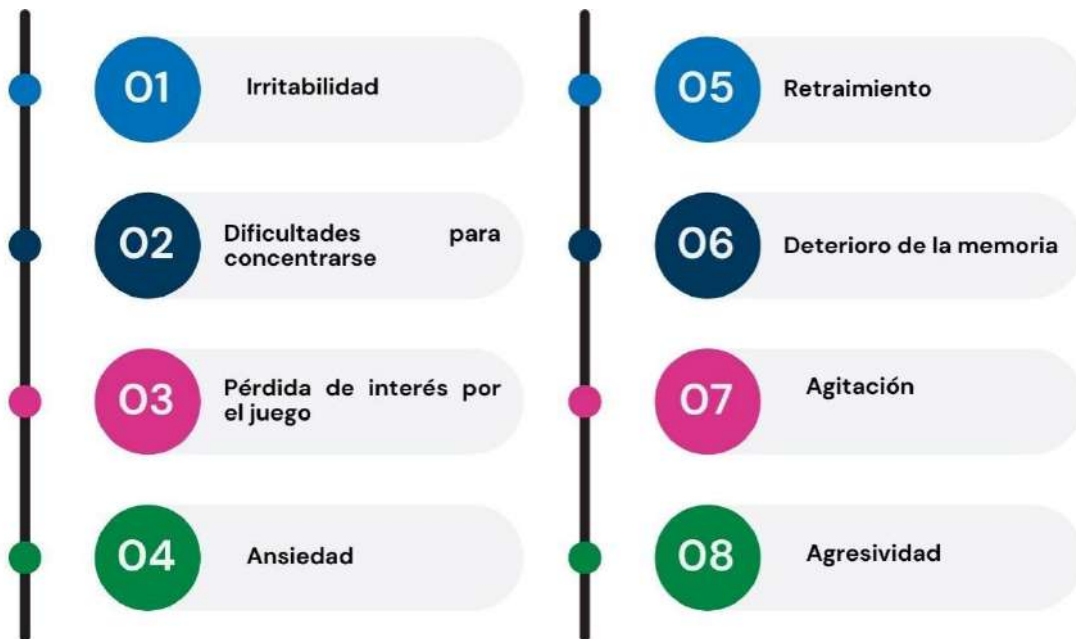 01
Irritabilidad
02
Dificultades para
concentrarse
03
Pérdida de interés por
el juego
04
Ansiedad
05
Retraimiento
06
Deterioro de la memoria
07
Agitación
08
Agresividad